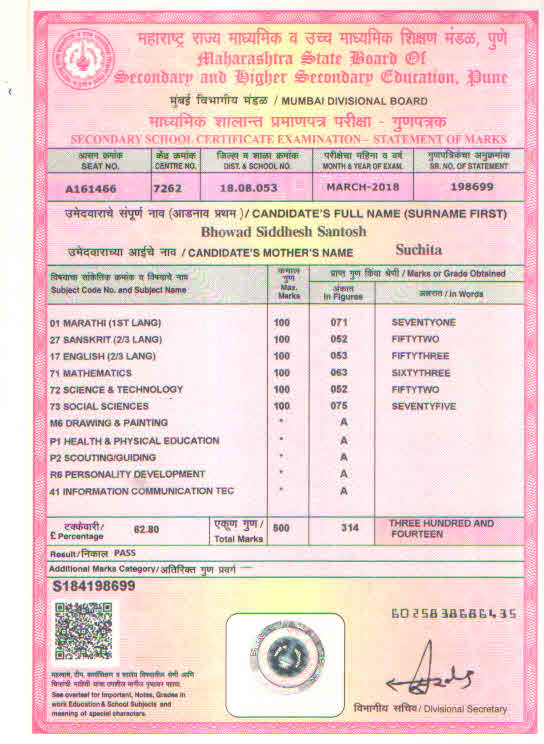 महाराष्ट्र राज्य माध्यमिक व उच्च माध्यमिक शिक्षण मंडळ, पुणे
Maharashtra State Board Of
Secondary and Higher Secondary Education, Pune
मुंबई विभागीय मंडळ / MUMBAI DIVISIONAL BOARD
माध्यमिक शालान्त प्रमाणपत्र परीक्षा - गुणपत्रक
SECONDARY SCHOOL CERTIFICATE EXAMINATION – STATEMENT OF MARKS
आसन क्रमांक केंद्र क्रमांक जिल्हा व शाळा क्रमांक परीक्षेचा महिना व वर्ष गुणपत्रिकेचा अनुक्रमांक
SEAT NO. CENTRE NO. DIST. & SCHOOL NO. MONTH & YEAR OF EXAM. SR. NO. OF STATEMENT
A161466 7262 18.08.053 MARCH-2018 198699
उमेदवाराचे संपूर्ण नाव (आडनाव प्रथम) / CANDIDATE'S FULL NAME (SURNAME FIRST)
Bhowad Siddhesh Santosh
उमेदवाराच्या आईचे नाव / CANDIDATE'S MOTHER'S NAME Suchita
विषयाचा सांकेतिक क्रमांक व विषयाचे नाव कमाल गुण प्राप्त गुण किंवा श्रेणी / Marks or Grade Obtained
Subject Code No. and Subject Name Max. Marks अंकात In Figures अक्षरात / In Words
01 MARATHI (1ST LANG) 100 071 SEVENTYONE
27 SANSKRIT (2/3 LANG) 100 052 FIFTYTWO
17 ENGLISH (2/3 LANG) 100 053 FIFTYTHREE
71 MATHEMATICS 100 063 SIXTYTHREE
72 SCIENCE & TECHNOLOGY 100 052 FIFTYTWO
73 SOCIAL SCIENCES 100 075 SEVENTYFIVE
M6 DRAWING & PAINTING * A
P1 HEALTH & PHYSICAL EDUCATION * A
P2 SCOUTING/GUIDING * A
R6 PERSONALITY DEVELOPMENT * A
41 INFORMATION COMMUNICATION TEC * A
टक्केवारी / £ Percentage 62.80 एकूण गुण / Total Marks 500 314 THREE HUNDRED AND
FOURTEEN
Result/निकाल PASS
Additional Marks Category/अतिरिक्त गुण प्रवर्ग —
S184198699
6025838686435
See overleaf for Important, Notes, Grades in
work Education & School Subjects and
meaning of special characters.
विभागीय सचिव / Divisional Secretary